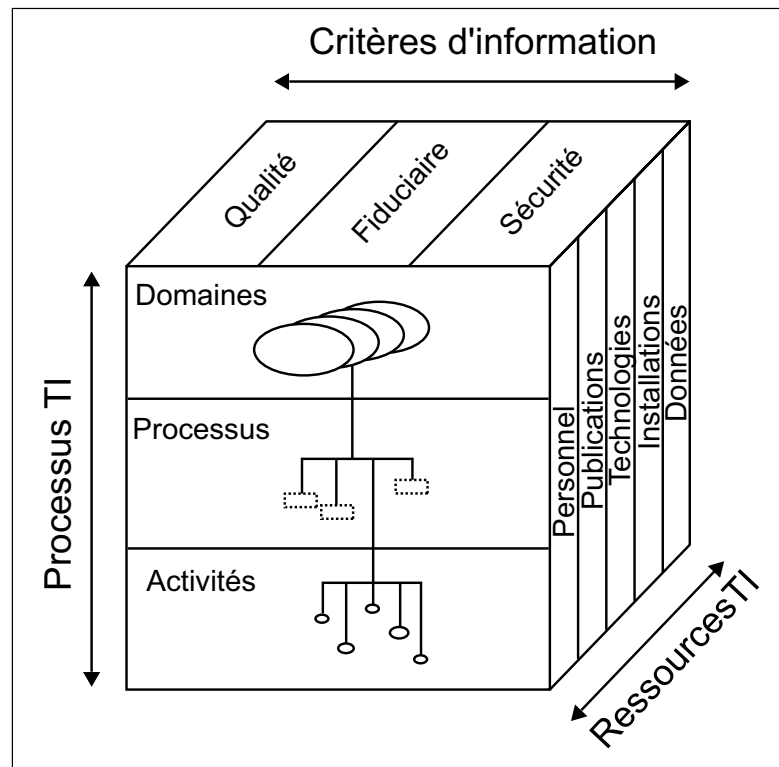 Critères d'information
Qualité
Fiduciaire
Sécurité
Processus TI
Domaines
Processus
Activités
Personnel
Publications
Technologies
Installations
Données
RessourcesTI